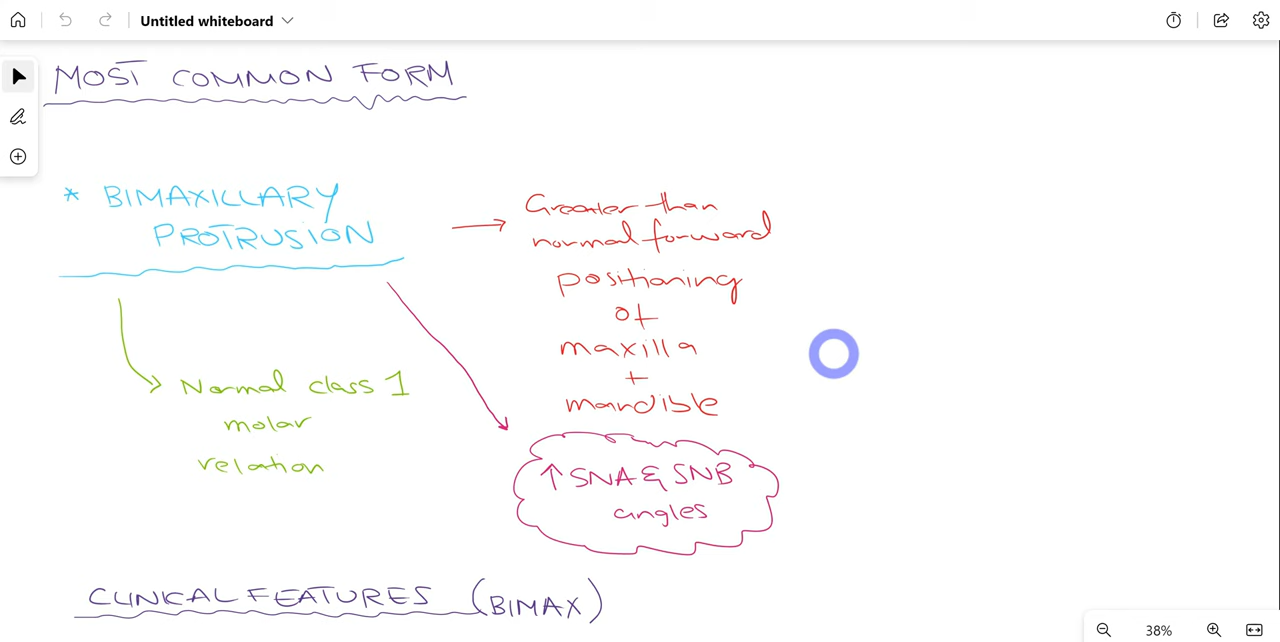 Untitled whiteboard
MOST COMMON FORM
* BIMAXILLARY
PROTRUSION
Greater than
normal forward
positioning
of
maxilla
+
mandible
Normal class 1
molar
relation
↑ SNA & SNB
angles
CLINICAL FEATURES (BIMAX)
38%